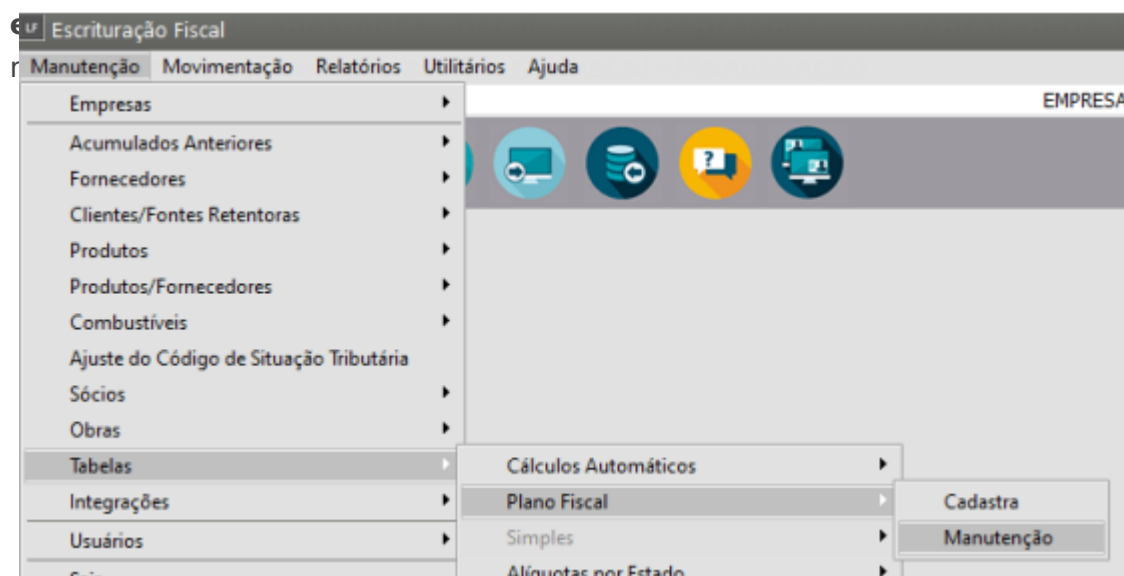 LF Escrituração Fiscal
Manutenção Movimentação Relatórios Utilitários Ajuda
Empresas
EMPRESA
Acumulados Anteriores
Fornecedores
Clientes/Fontes Retentoras
Produtos
Produtos/Fornecedores
Combustíveis
Ajuste do Código de Situação Tributária
Sócios
Obras
Tabelas
Cálculos Automáticos
Integrações
Plano Fiscal
Cadastra
Usuários
Simples
Manutenção
Alíquotas por Estado